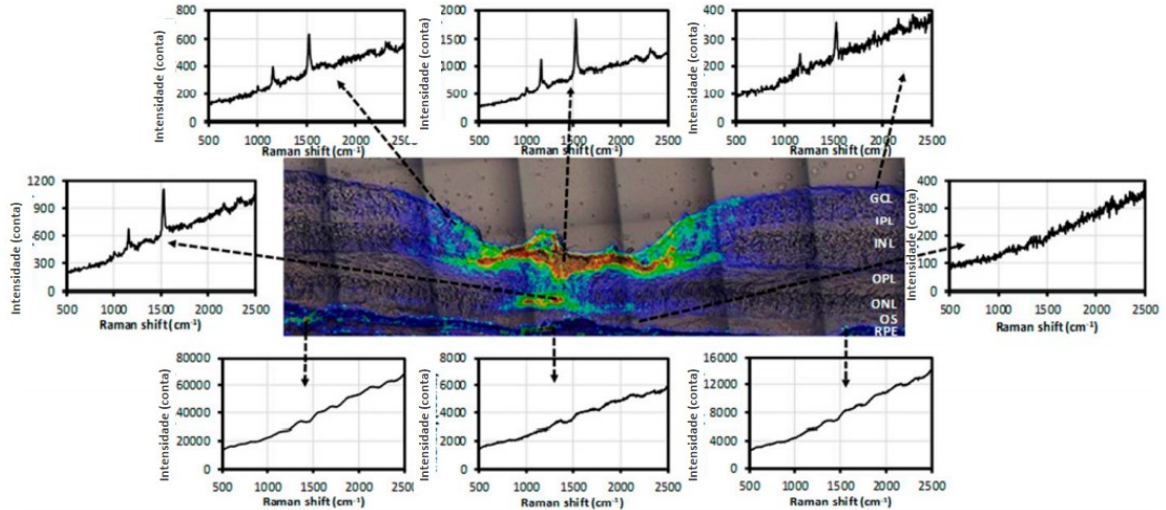 800
600
400
200
0
500 1000 1500 2000 2500
Raman shift (cm⁻¹)
Intensidade (conta)
2000
1500
1000
500
0
500 1000 1500 2000 2500
Raman shift (cm⁻¹)
Intensidade (conta)
400
300
200
100
0
500 1000 1500 2000 2500
Raman shift (cm⁻¹)
Intensidade (conta)
1200
900
600
300
0
500 1000 1500 2000 2500
Raman shift (cm⁻¹)
Intensidade (conta)
GCL
IPL
INL
OPL
ONL
OS
RPE
400
300
200
100
0
500 1000 1500 2000 2500
Raman shift (cm⁻¹)
Intensidade (conta)
80000
60000
40000
20000
0
500 1000 1500 2000 2500
Raman shift (cm⁻¹)
Intensidade (conta)
8000
6000
4000
2000
0
500 1000 1500 2000 2500
Raman shift (cm⁻¹)
Intensidade (conta)
16000
12000
8000
4000
0
500 1000 1500 2000 2500
Raman shift (cm⁻¹)
Intensidade (conta)